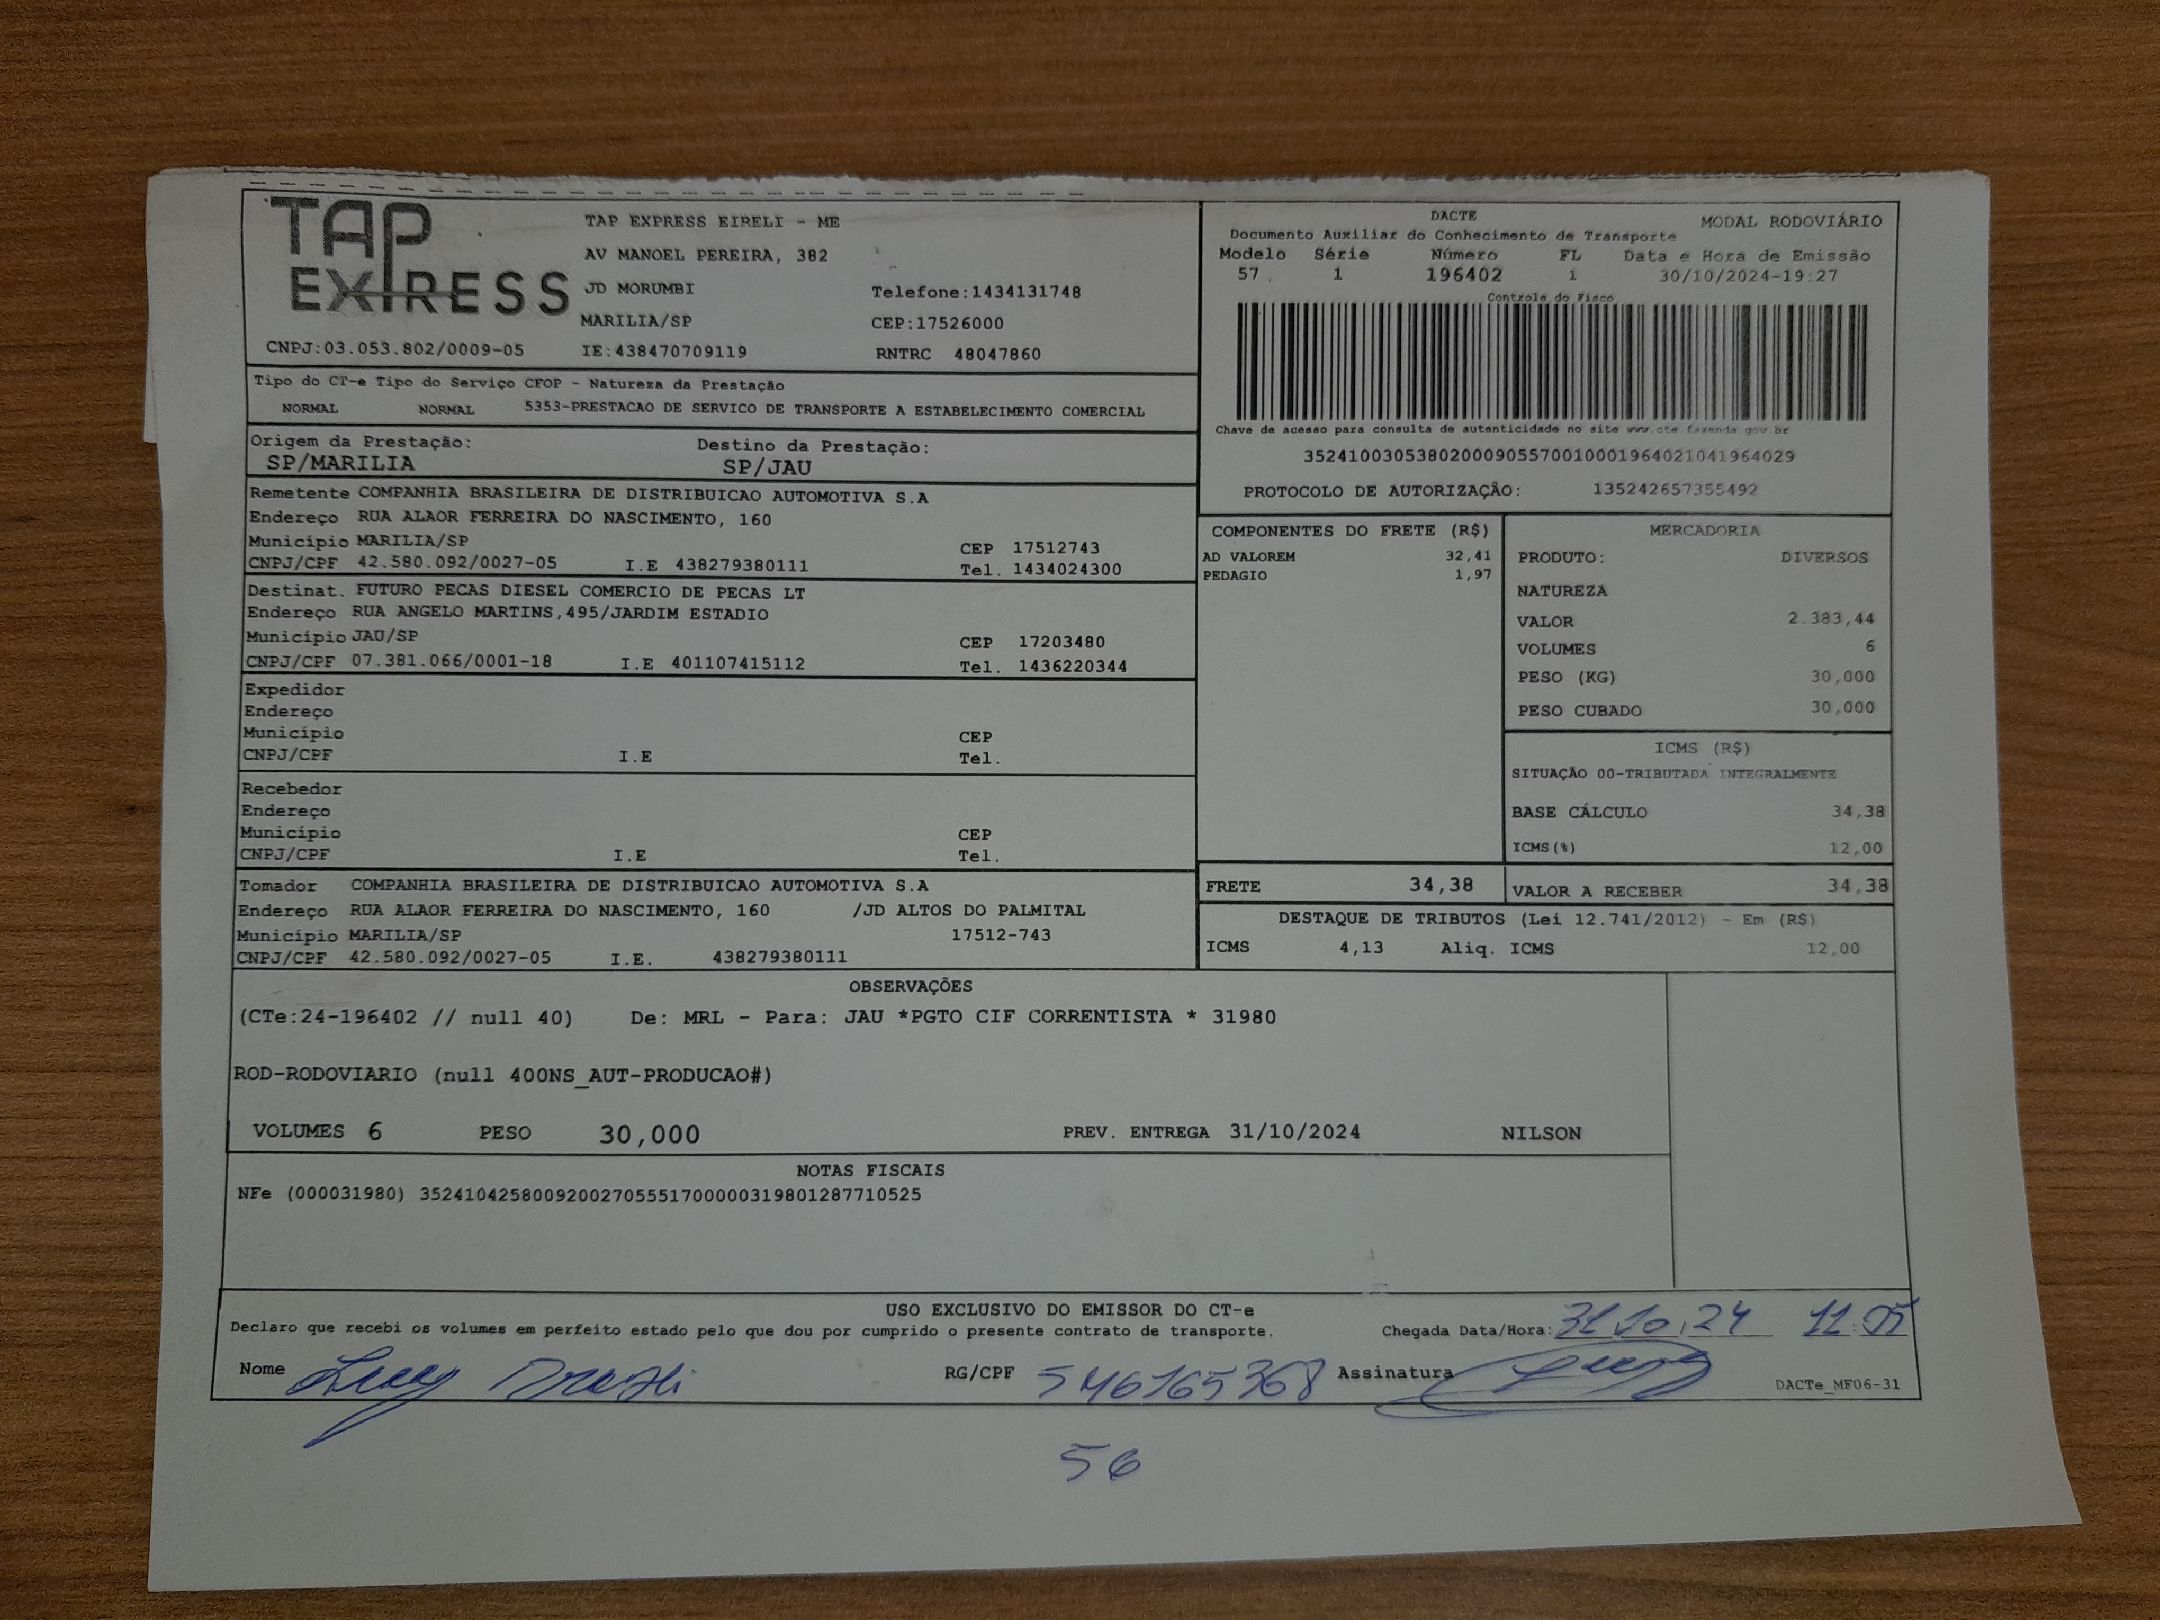 TAP EXPRESS
TAP EXPRESS EIRELI - ME
AV MANOEL PEREIRA, 382
JD MORUMBI
Telefone:1434131748
MARILIA/SP
CEP:17526000
CNPJ:03.053.802/0009-05
IE:438470709119
RNTRC 48047860
DACTE
MODAL RODOVIÁRIO
Documento Auxiliar do Conhecimento de Transporte
Modelo Série Número FL Data e Hora de Emissão
57 1 196402 1 30/10/2024-19:27
Controle do Fisco
Chave de acesso para consulta de autenticidade no site www.cte.fazenda.gov.br
35241003053802000905570010001964021041964029
PROTOCOLO DE AUTORIZAÇÃO: 135242657355492
Tipo do CT-e Tipo do Serviço CFOP - Natureza da Prestação
NORMAL NORMAL 5353-PRESTACAO DE SERVICO DE TRANSPORTE A ESTABELECIMENTO COMERCIAL
Origem da Prestação: Destino da Prestação:
SP/MARILIA SP/JAU
Remetente COMPANHIA BRASILEIRA DE DISTRIBUICAO AUTOMOTIVA S.A
Endereço RUA ALAOR FERREIRA DO NASCIMENTO, 160
Município MARILIA/SP CEP 17512743
CNPJ/CPF 42.580.092/0027-05 I.E 438279380111 Tel. 1434024300
Destinat. FUTURO PECAS DIESEL COMERCIO DE PECAS LT
Endereço RUA ANGELO MARTINS,495/JARDIM ESTADIO
Município JAU/SP CEP 17203480
CNPJ/CPF 07.381.066/0001-18 I.E 401107415112 Tel. 1436220344
Expedidor
Endereço
Município CEP
CNPJ/CPF I.E Tel.
Recebedor
Endereço
Município CEP
CNPJ/CPF I.E Tel.
Tomador COMPANHIA BRASILEIRA DE DISTRIBUICAO AUTOMOTIVA S.A
Endereço RUA ALAOR FERREIRA DO NASCIMENTO, 160 /JD ALTOS DO PALMITAL
Município MARILIA/SP 17512-743
CNPJ/CPF 42.580.092/0027-05 I.E. 438279380111
COMPONENTES DO FRETE (R$)
AD VALOREM 32,41
PEDAGIO 1,97
MERCADORIA
PRODUTO: DIVERSOS
NATUREZA
VALOR 2.383,44
VOLUMES 6
PESO (KG) 30,000
PESO CUBADO 30,000
ICMS (R$)
SITUAÇÃO 00-TRIBUTADA INTEGRALMENTE
BASE CÁLCULO 34,38
ICMS(%) 12,00
FRETE 34,38
VALOR A RECEBER 34,38
DESTAQUE DE TRIBUTOS (Lei 12.741/2012) - Em (R$)
ICMS 4,13 Aliq. ICMS 12,00
OBSERVAÇÕES
(CTe:24-196402 // null 40) De: MRL - Para: JAU *PGTO CIF CORRENTISTA * 31980
ROD-RODOVIARIO (null 400NS_AUT-PRODUCAO#)
VOLUMES 6 PESO 30,000 PREV. ENTREGA 31/10/2024 NILSON
NOTAS FISCAIS
NFe (000031980) 35241042580092002705551700000319801287710525
USO EXCLUSIVO DO EMISSOR DO CT-e
Declaro que recebi os volumes em perfeito estado pelo que dou por cumprido o presente contrato de transporte.
Chegada Data/Hora: 31.10.24
Nome
RG/CPF 546165368
Assinatura
DACTe_MF06-31
56